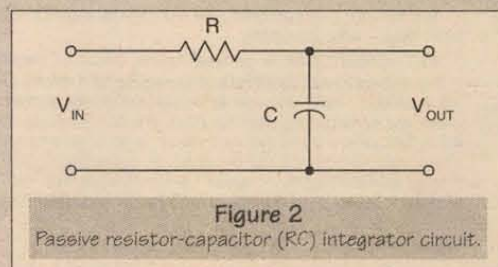 R
V IN
C
V OUT
Figure 2
Passive resistor-capacitor (RC) integrator circuit.